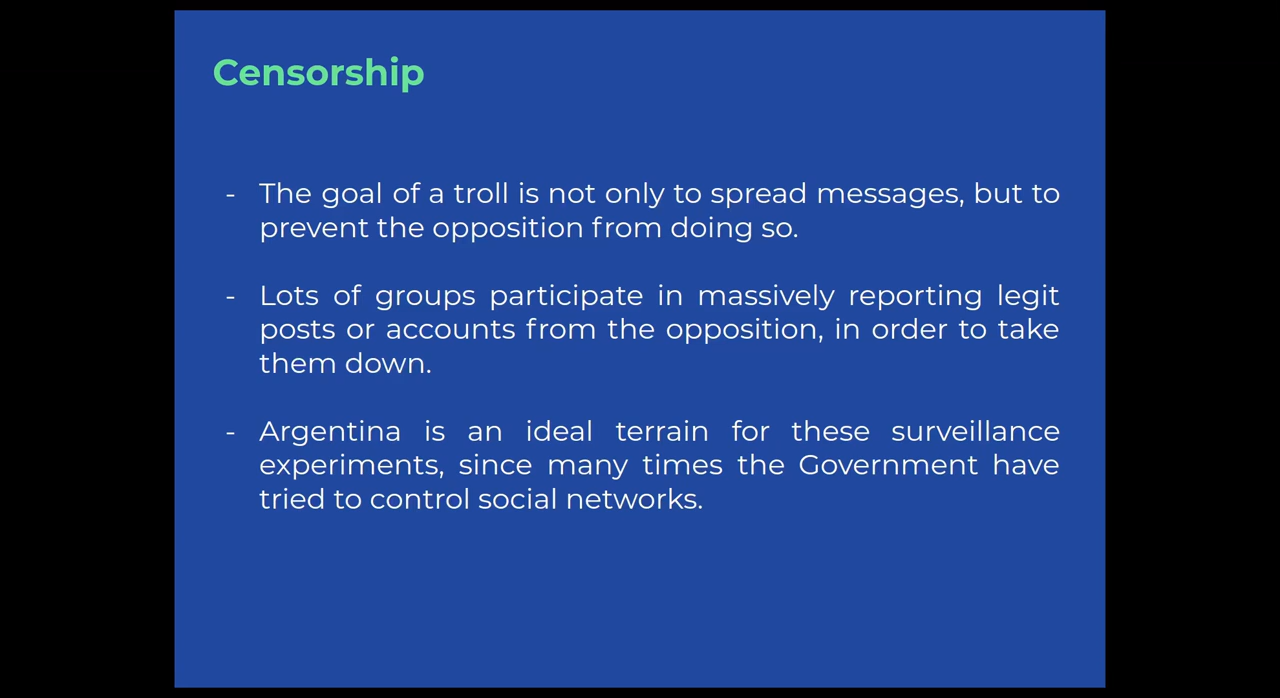 Censorship
- The goal of a troll is not only to spread messages, but to
prevent the opposition from doing so.
- Lots of groups participate in massively reporting legit
posts or accounts from the opposition, in order to take
them down.
- Argentina is an ideal terrain for these surveillance
experiments, since many times the Government have
tried to control social networks.